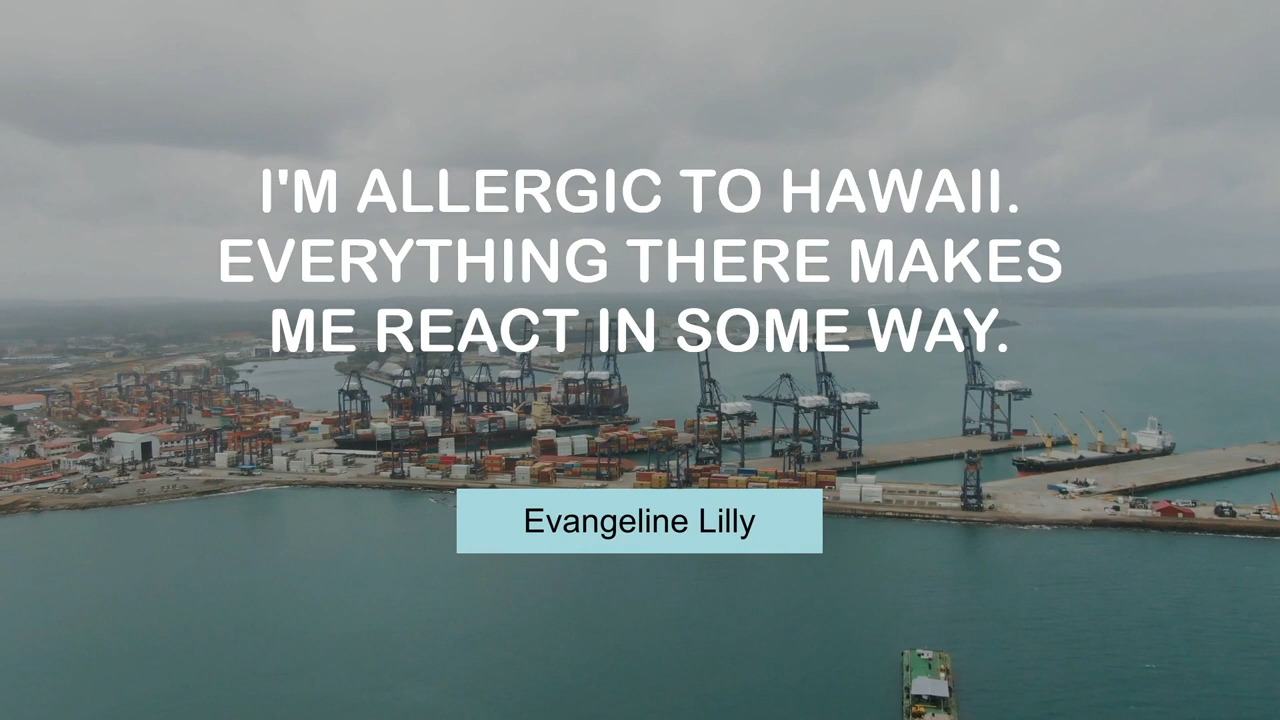 I'M ALLERGIC TO HAWAII.
EVERYTHING THERE MAKES
ME REACT IN SOME WAY.
Evangeline Lilly